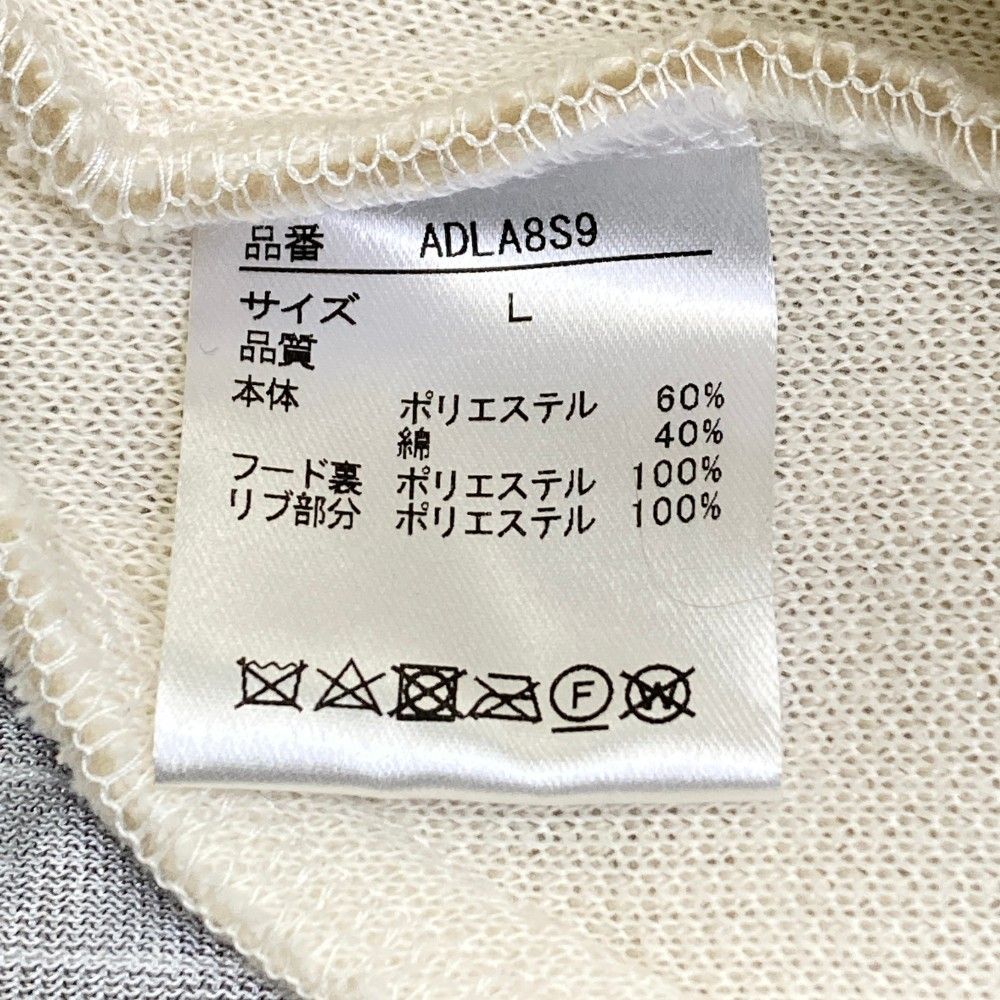 品番 ADLA8S9
サイズ L
品質
本体 ポリエステル 60%
綿 40%
フード裏 ポリエステル 100%
リブ部分 ポリエステル 100%
F W